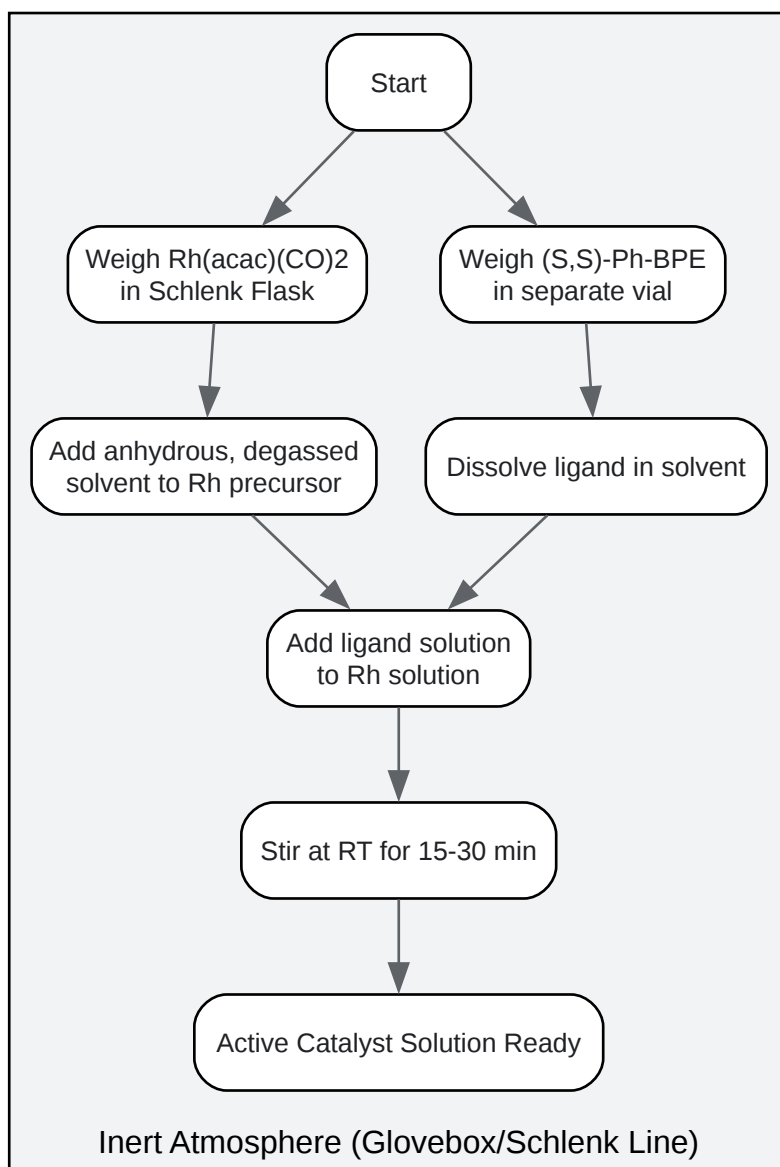 Start
Weigh Rh(acac)(CO)2
in Schlenk Flask
Weigh (S,S)-Ph-BPE
in separate vial
Add anhydrous, degassed
solvent to Rh precursor
Dissolve ligand in solvent
Add ligand solution
to Rh solution
Stir at RT for 15-30 min
Active Catalyst Solution Ready
Inert Atmosphere (Glovebox/Schlenk Line)